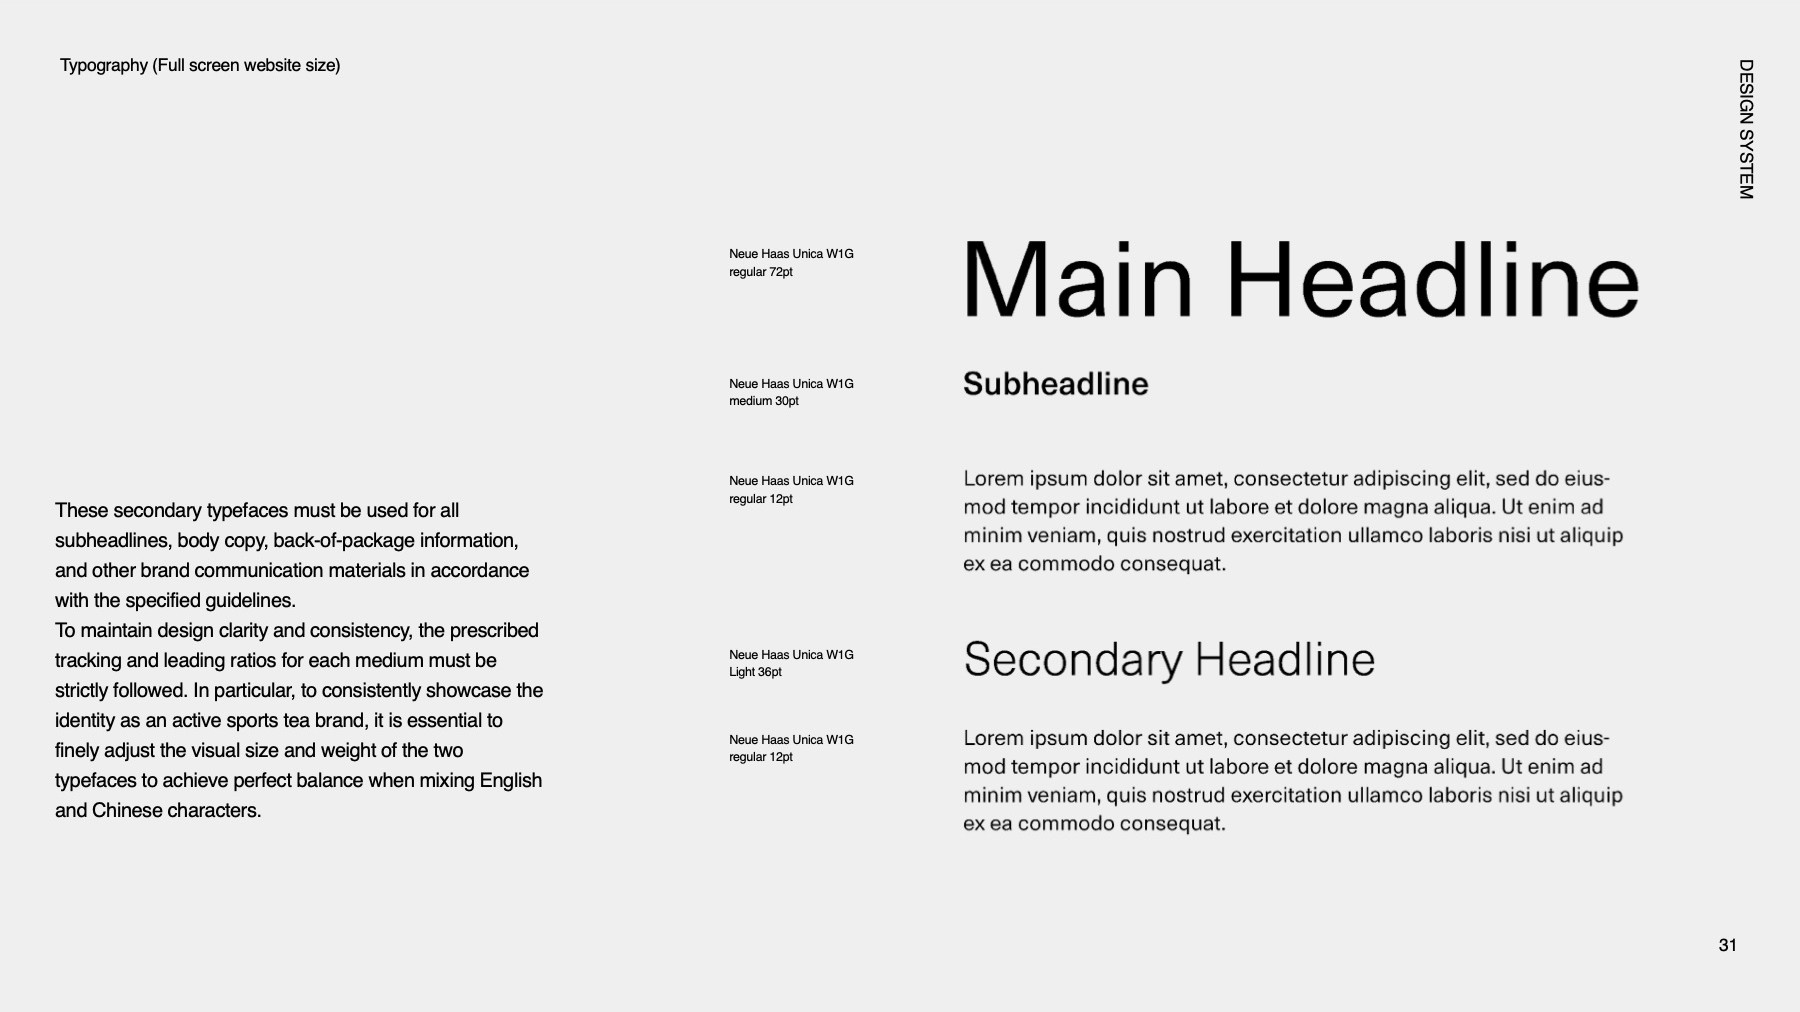 Typography (Full screen website size)
DESIGN SYSTEM
These secondary typefaces must be used for all
subheadlines, body copy, back-of-package information,
and other brand communication materials in accordance
with the specified guidelines.
To maintain design clarity and consistency, the prescribed
tracking and leading ratios for each medium must be
strictly followed. In particular, to consistently showcase the
identity as an active sports tea brand, it is essential to
finely adjust the visual size and weight of the two
typefaces to achieve perfect balance when mixing English
and Chinese characters.
Neue Haas Unica W1G
regular 72pt
Main Headline
Neue Haas Unica W1G
medium 30pt
Subheadline
Neue Haas Unica W1G
regular 12pt
Lorem ipsum dolor sit amet, consectetur adipiscing elit, sed do eius-
mod tempor incididunt ut labore et dolore magna aliqua. Ut enim ad
minim veniam, quis nostrud exercitation ullamco laboris nisi ut aliquip
ex ea commodo consequat.
Neue Haas Unica W1G
Light 36pt
Secondary Headline
Neue Haas Unica W1G
regular 12pt
Lorem ipsum dolor sit amet, consectetur adipiscing elit, sed do eius-
mod tempor incididunt ut labore et dolore magna aliqua. Ut enim ad
minim veniam, quis nostrud exercitation ullamco laboris nisi ut aliquip
ex ea commodo consequat.
31